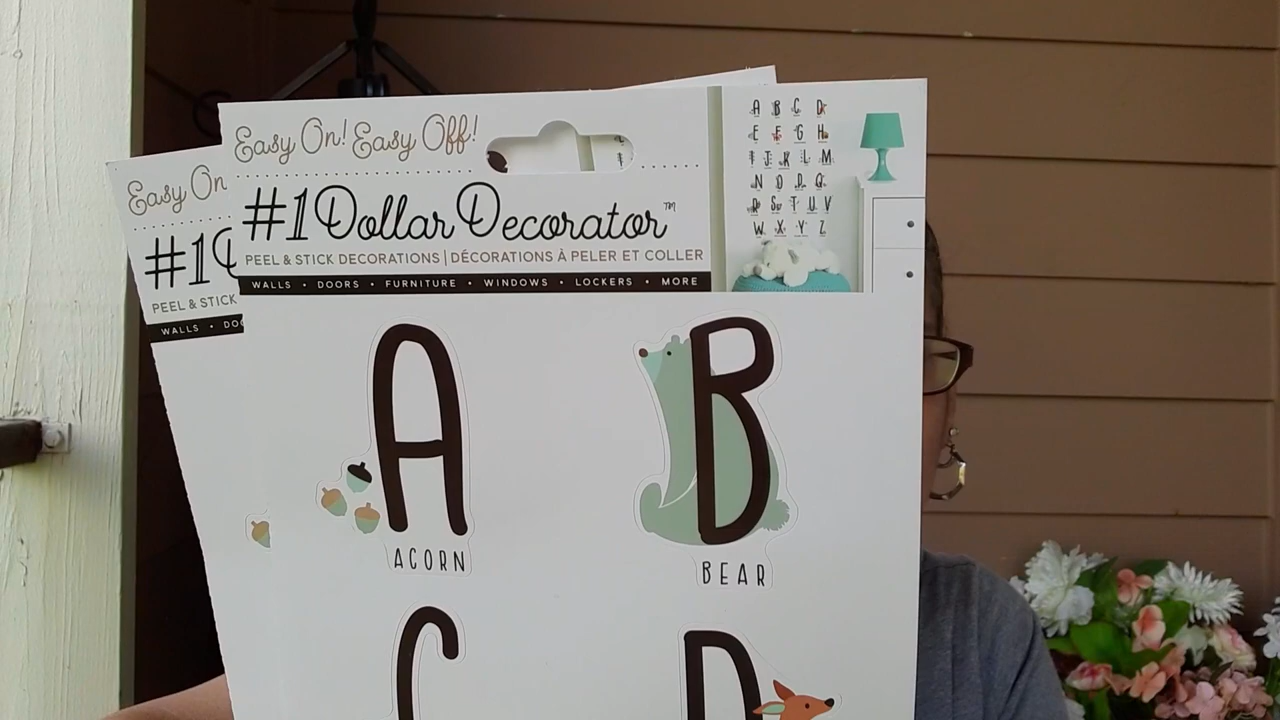 Easy On! Easy Off!
#1 Dollar Decorator™
PEEL & STICK DECORATIONS | DÉCORATIONS À PELER ET COLLER
WALLS • DOORS • FURNITURE • WINDOWS • LOCKERS • MORE
A B C D
E F G H
I J K L M
N O P Q
R S T U V
W X Y Z
A B
ACORN BEAR
C D
Easy On
#1
PEEL & STICK
WALLS •